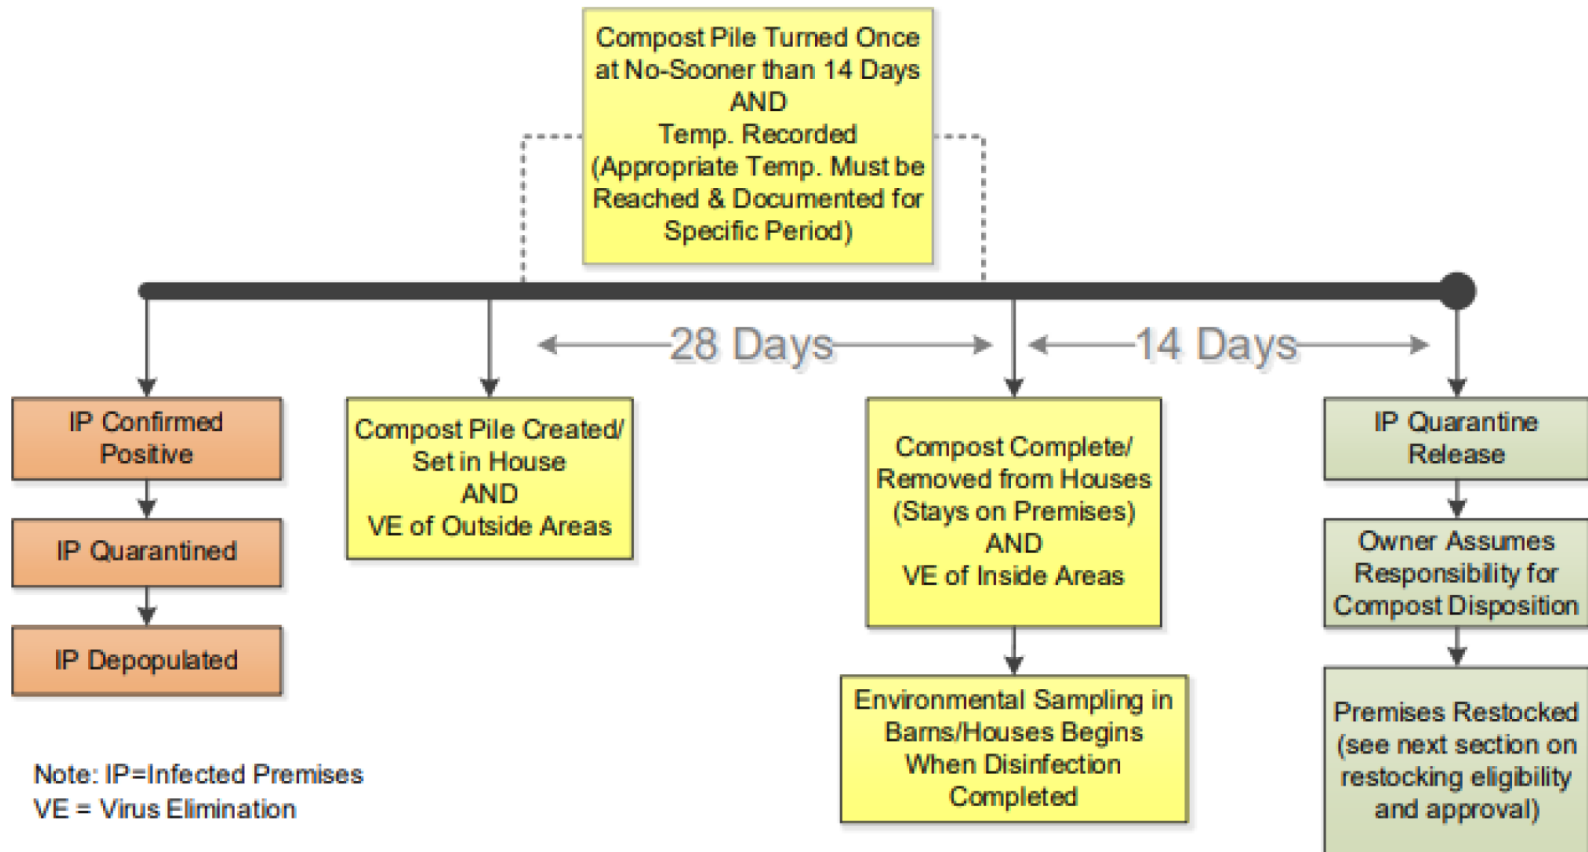 Compost Pile Turned Once
at No-Sooner than 14 Days
AND
Temp. Recorded
(Appropriate Temp. Must be
Reached & Documented for
Specific Period)
28 Days
14 Days
IP Confirmed
Positive
IP Quarantined
IP Depopulated
Compost Pile Created/
Set in House
AND
VE of Outside Areas
Compost Complete/
Removed from Houses
(Stays on Premises)
AND
VE of Inside Areas
Environmental Sampling in
Barns/Houses Begins
When Disinfection
Completed
IP Quarantine
Release
Owner Assumes
Responsibility for
Compost Disposition
Premises Restocked
(see next section on
restocking eligibility
and approval)
Note: IP=Infected Premises
VE = Virus Elimination